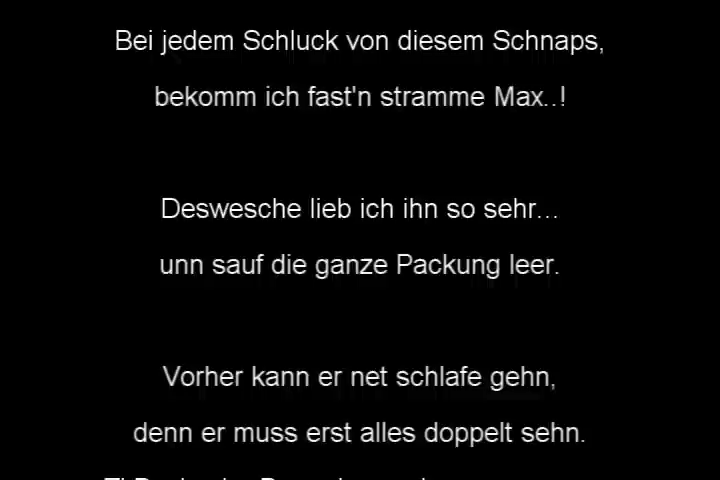 Bei jedem Schluck von diesem Schnaps,
bekomm ich fast'n stramme Max..!
Deswesche lieb ich ihn so sehr...
unn sauf die ganze Packung leer.
Vorher kann er net schlafe gehn,
denn er muss erst alles doppelt sehn.